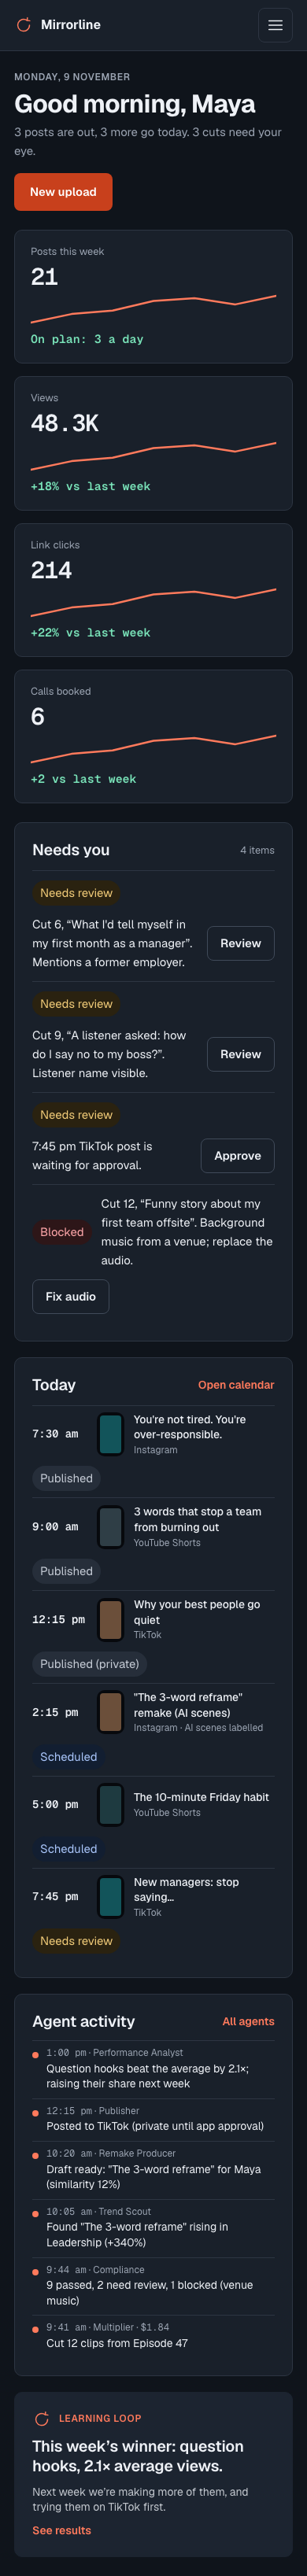 Mirrorline
MONDAY, 9 NOVEMBER
Good morning, Maya
3 posts are out, 3 more go today. 3 cuts need your
eye.
New upload
Posts this week
21
On plan: 3 a day
Views
48.3K
+18% vs last week
Link clicks
214
+22% vs last week
Calls booked
6
+2 vs last week
Needs you
4 items
Needs review
Cut 6, “What I'd tell myself in
my first month as a manager”.
Mentions a former employer.
Review
Needs review
Cut 9, “A listener asked: how
do I say no to my boss?”.
Listener name visible.
Review
Needs review
7:45 pm TikTok post is
waiting for approval.
Approve
Blocked
Cut 12, “Funny story about my
first team offsite”. Background
music from a venue; replace the
audio.
Fix audio
Today
Open calendar
7:30 am
You're not tired. You're
over-responsible.
Instagram
Published
9:00 am
3 words that stop a team
from burning out
YouTube Shorts
Published
12:15 pm
Why your best people go
quiet
TikTok
Published (private)
2:15 pm
"The 3-word reframe"
remake (AI scenes)
Instagram · AI scenes labelled
Scheduled
5:00 pm
The 10-minute Friday habit
YouTube Shorts
Scheduled
7:45 pm
New managers: stop
saying…
TikTok
Needs review
Agent activity
All agents
1:00 pm · Performance Analyst
Question hooks beat the average by 2.1×;
raising their share next week
12:15 pm · Publisher
Posted to TikTok (private until app approval)
10:20 am · Remake Producer
Draft ready: "The 3-word reframe" for Maya
(similarity 12%)
10:05 am · Trend Scout
Found "The 3-word reframe" rising in
Leadership (+340%)
9:44 am · Compliance
9 passed, 2 need review, 1 blocked (venue
music)
9:41 am · Multiplier · $1.84
Cut 12 clips from Episode 47
LEARNING LOOP
This week’s winner: question
hooks, 2.1× average views.
Next week we’re making more of them, and
trying them on TikTok first.
See results